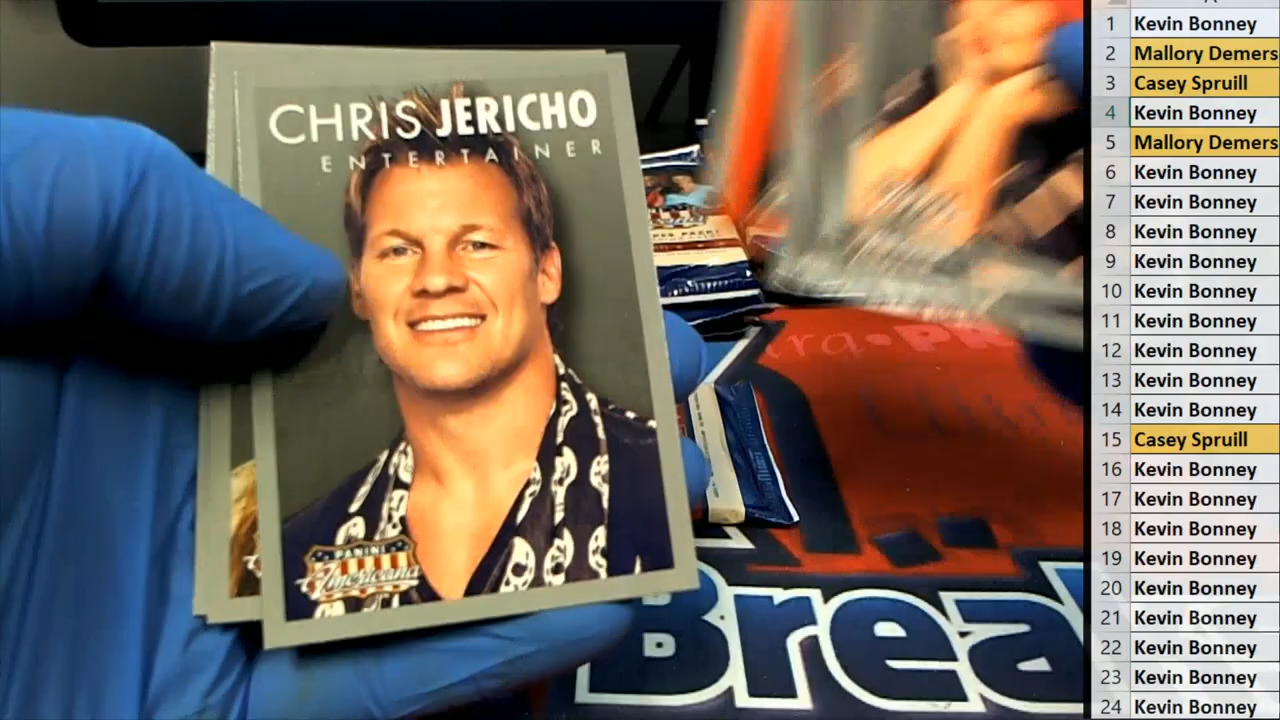 CHRIS JERICHO
ENTERTAINER
PANINI
Americana
Brea
1 Kevin Bonney
2 Mallory Demers
3 Casey Spruill
4 Kevin Bonney
5 Mallory Demers
6 Kevin Bonney
7 Kevin Bonney
8 Kevin Bonney
9 Kevin Bonney
10 Kevin Bonney
11 Kevin Bonney
12 Kevin Bonney
13 Kevin Bonney
14 Kevin Bonney
15 Casey Spruill
16 Kevin Bonney
17 Kevin Bonney
18 Kevin Bonney
19 Kevin Bonney
20 Kevin Bonney
21 Kevin Bonney
22 Kevin Bonney
23 Kevin Bonney
24 Kevin Bonney